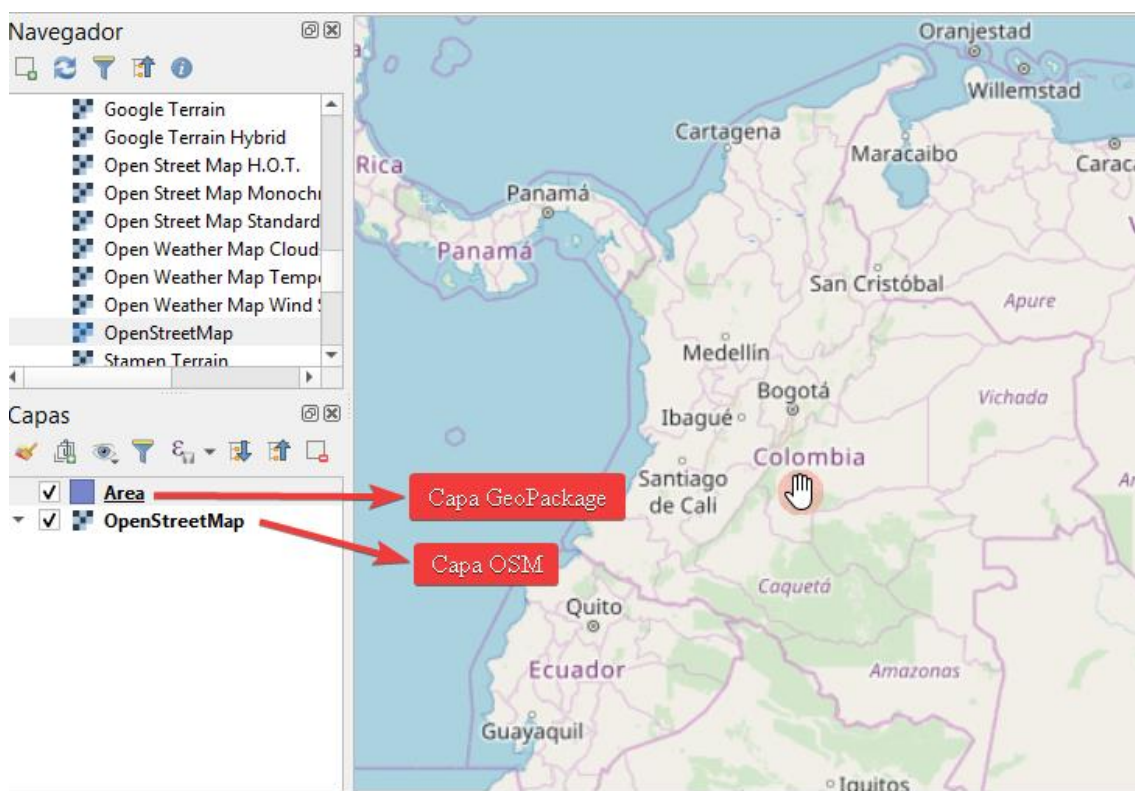 Navegador
Google Terrain
Google Terrain Hybrid
Open Street Map H.O.T.
Open Street Map Monochr
Open Street Map Standard
Open Weather Map Cloud
Open Weather Map Tempe
Open Weather Map Wind
OpenStreetMap
Stamen Terrain
Capas
Area
OpenStreetMap
Capa GeoPackage
Capa OSM
Oranjestad
Willemstad
Cartagena
Maracaibo
Carac
Rica
Panamá
Panamá
San Cristóbal
Apure
Medellín
Bogotá
Vichada
Ibagué
Colombia
Santiago
de Cali
Caquetá
Quito
Ecuador
Amazonas
Guayaquil
Iquitos